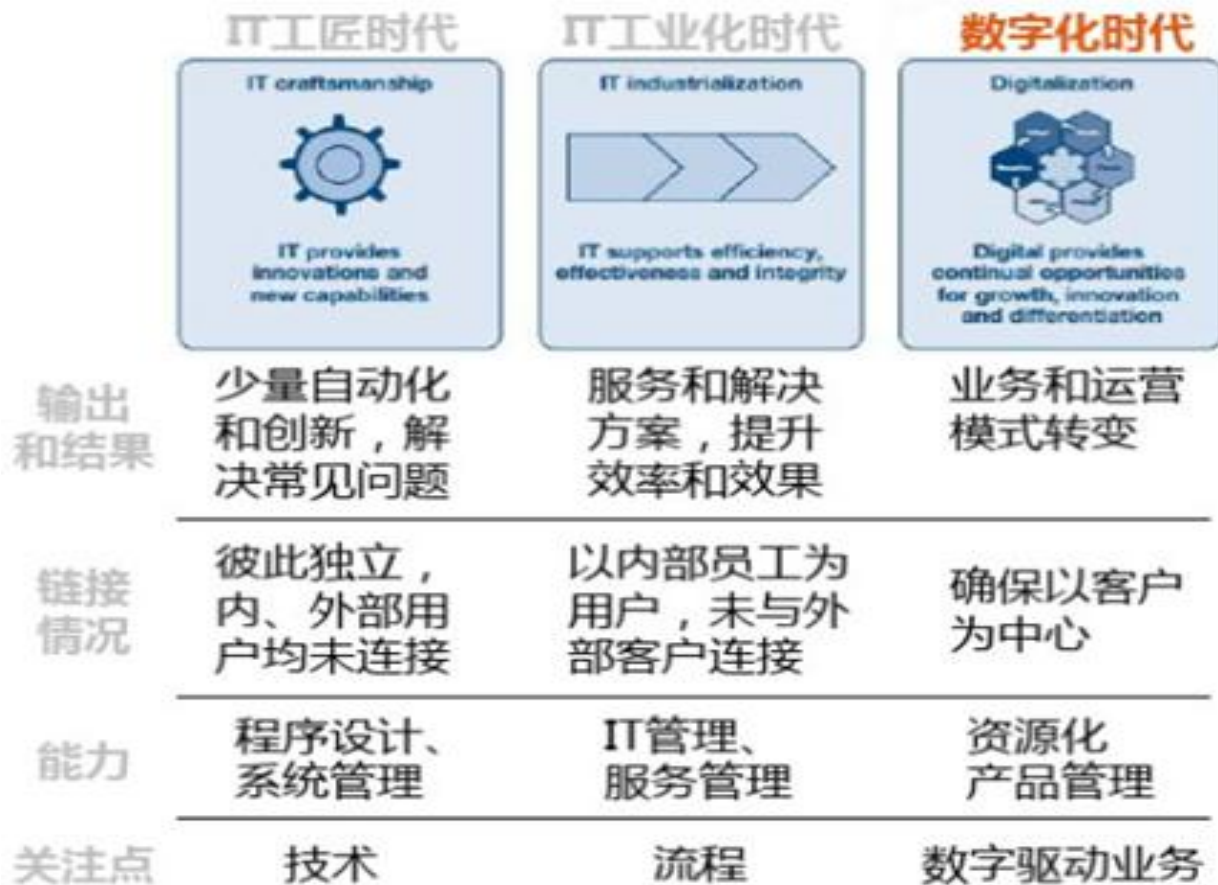 IT工匠时代 IT工业化时代 数字化时代
IT craftsmanship
IT provides
innovations and
new capabilities
IT industrialization
IT supports efficiency,
effectiveness and integrity
Digitalization
Digital provides
continual opportunities
for growth, innovation
and differentiation
输出
和结果
少量自动化
和创新，解
决常见问题
服务和解决
方案，提升
效率和效果
业务和运营
模式转变
链接
情况
彼此独立，
内、外部用
户均未连接
以内部员工为
用户，未与外
部客户连接
确保以客户
为中心
能力
程序设计、
系统管理
IT管理、
服务管理
资源化
产品管理
关注点 技术 流程 数字驱动业务